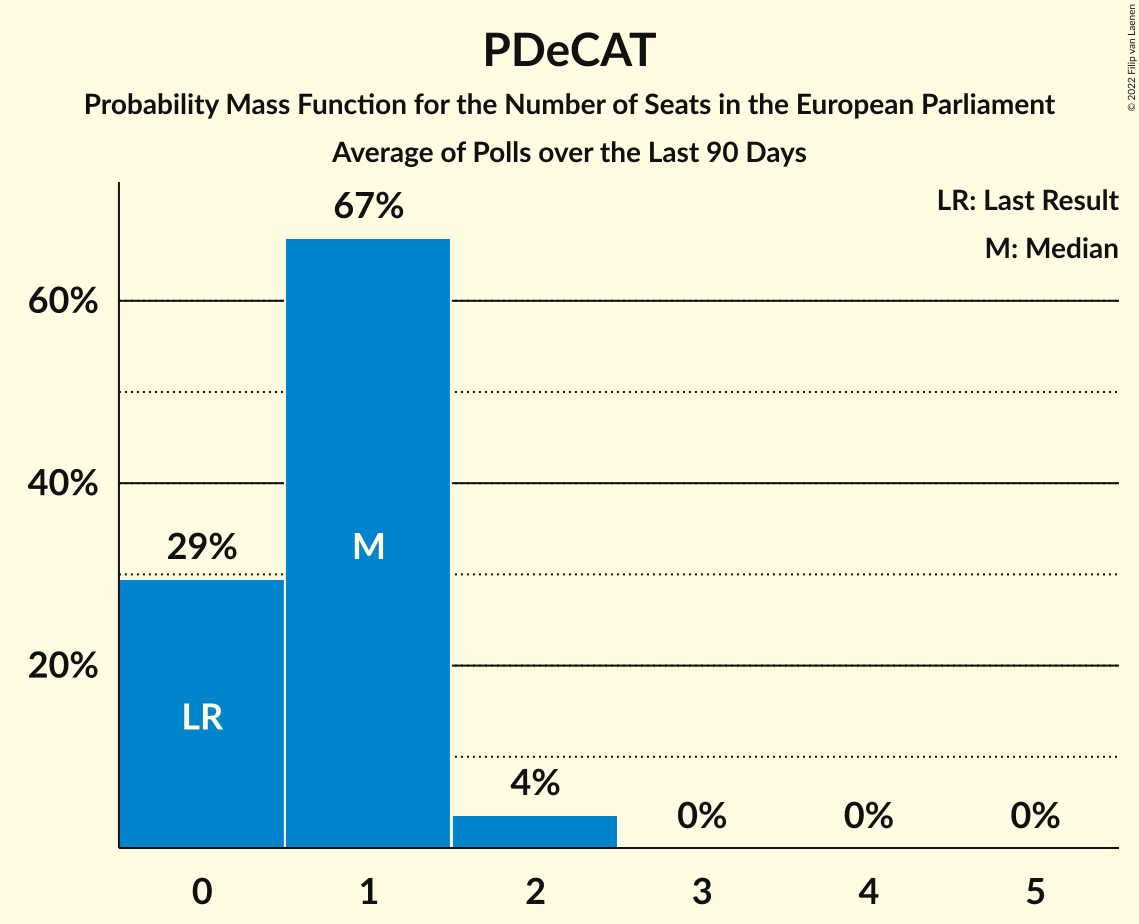 PDeCAT
Probability Mass Function for the Number of Seats in the European Parliament
Average of Polls over the Last 90 Days
© 2022 Filip van Laenen
LR: Last Result
M: Median
67%
60%
40%
29%
M
20%
LR
4%
0%
0%
0%
0
1
2
3
4
5